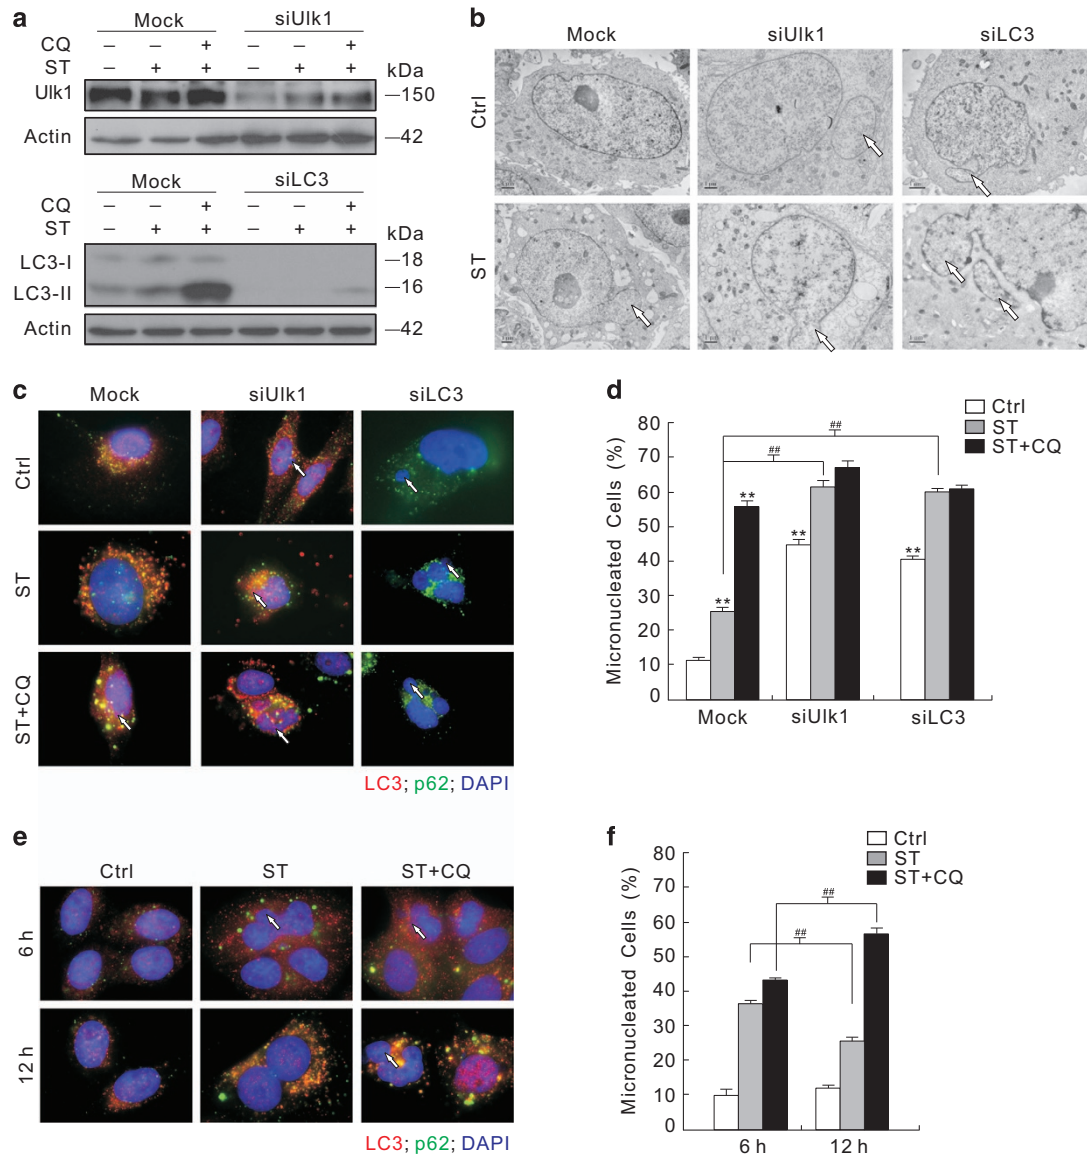 a
Mock siUlk1
CQ + +
ST – + + – + + kDa
Ulk1 –150
Actin –42
Mock siLC3
CQ + +
ST – + + – + + kDa
LC3-I –18
LC3-II –16
Actin –42
b
Mock siUlk1 siLC3
Ctrl
ST
c
Mock siUlk1 siLC3
Ctrl
ST
ST+CQ
LC3; p62; DAPI
d
Ctrl
ST
ST+CQ
Micronucleated Cells (%)
80
70
60
50
40
30
20
10
0
** ** ** **
## ##
Mock siUlk1 siLC3
e
Ctrl ST ST+CQ
6 h
12 h
LC3; p62; DAPI
f
Ctrl
ST
ST+CQ
Micronucleated Cells (%)
80
70
60
50
40
30
20
10
0
## ##
6 h 12 h